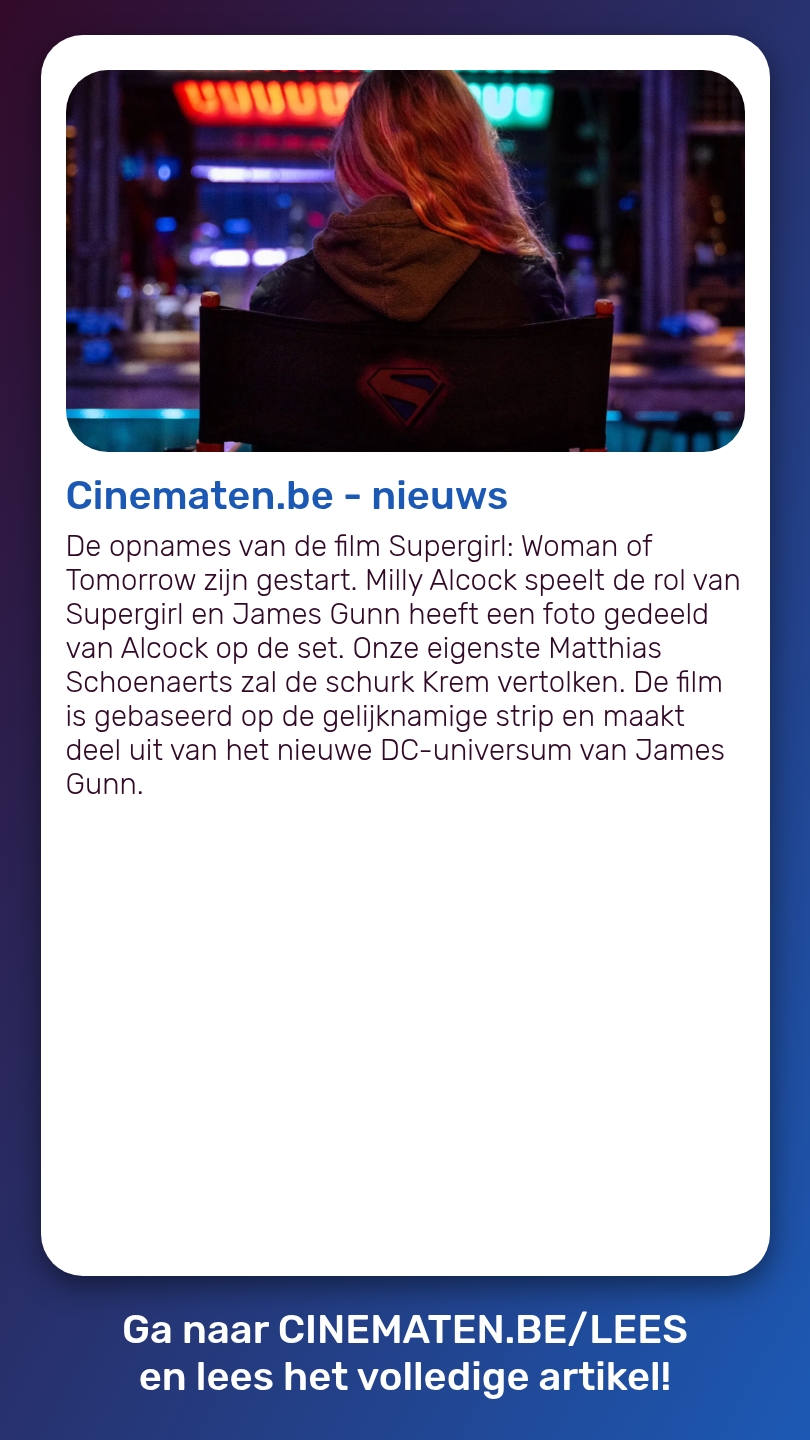 Cinematen.be - nieuws
De opnames van de film Supergirl: Woman of
Tomorrow zijn gestart. Milly Alcock speelt de rol van
Supergirl en James Gunn heeft een foto gedeeld
van Alcock op de set. Onze eigenste Matthias
Schoenaerts zal de schurk Krem vertolken. De film
is gebaseerd op de gelijknamige strip en maakt
deel uit van het nieuwe DC-universum van James
Gunn.
Ga naar CINEMATEN.BE/LEES
en lees het volledige artikel!